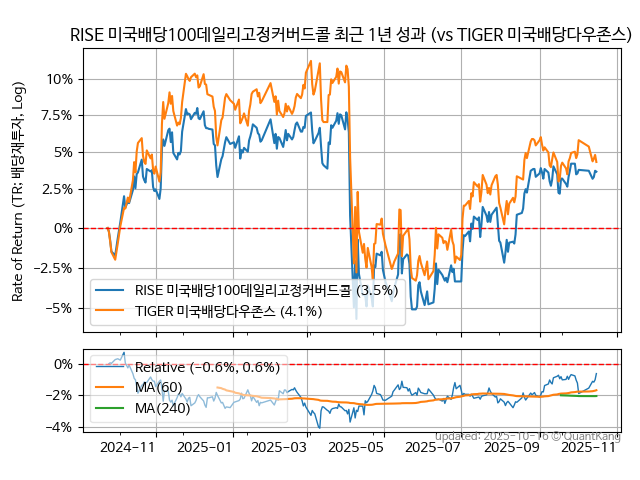 RISE 미국배당100데일리고정커버드콜 최근 1년 성과 (vs TIGER 미국배당다우존스)
Rate of Return (TR: 배당재투자, Log)
10%
7.5%
5%
2.5%
0%
−2.5%
−5%
RISE 미국배당100데일리고정커버드콜 (3.5%)
TIGER 미국배당다우존스 (4.1%)
0%
−2%
−4%
Relative (−0.6%, 0.6%)
MA(60)
MA(240)
updated: 2025-10-16 © QuantKang
2024−11 2025−01 2025−03 2025−05 2025−07 2025−09 2025−11